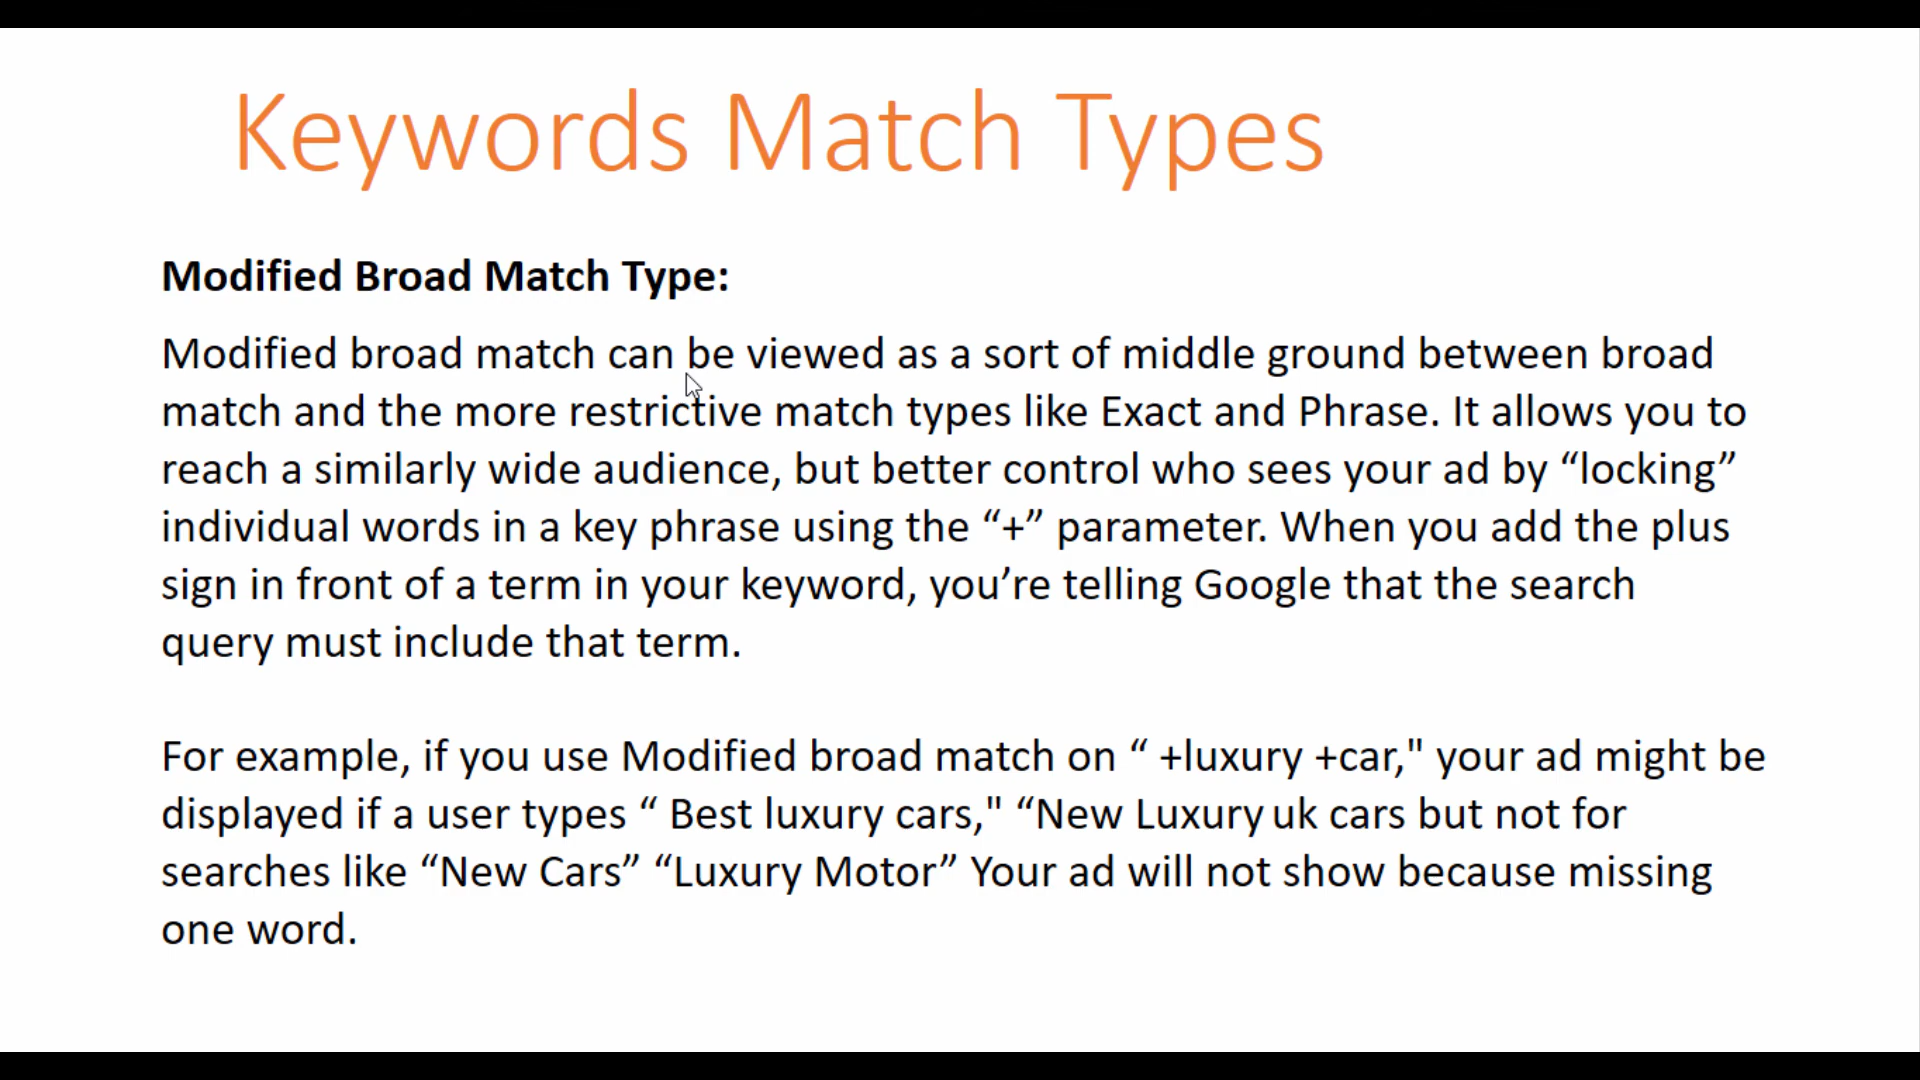 Keywords Match Types
Modified Broad Match Type:
Modified broad match can be viewed as a sort of middle ground between broad
match and the more restrictive match types like Exact and Phrase. It allows you to
reach a similarly wide audience, but better control who sees your ad by “locking”
individual words in a key phrase using the “+” parameter. When you add the plus
sign in front of a term in your keyword, you’re telling Google that the search
query must include that term.
For example, if you use Modified broad match on “ +luxury +car," your ad might be
displayed if a user types “ Best luxury cars," “New Luxury uk cars but not for
searches like “New Cars” “Luxury Motor” Your ad will not show because missing
one word.